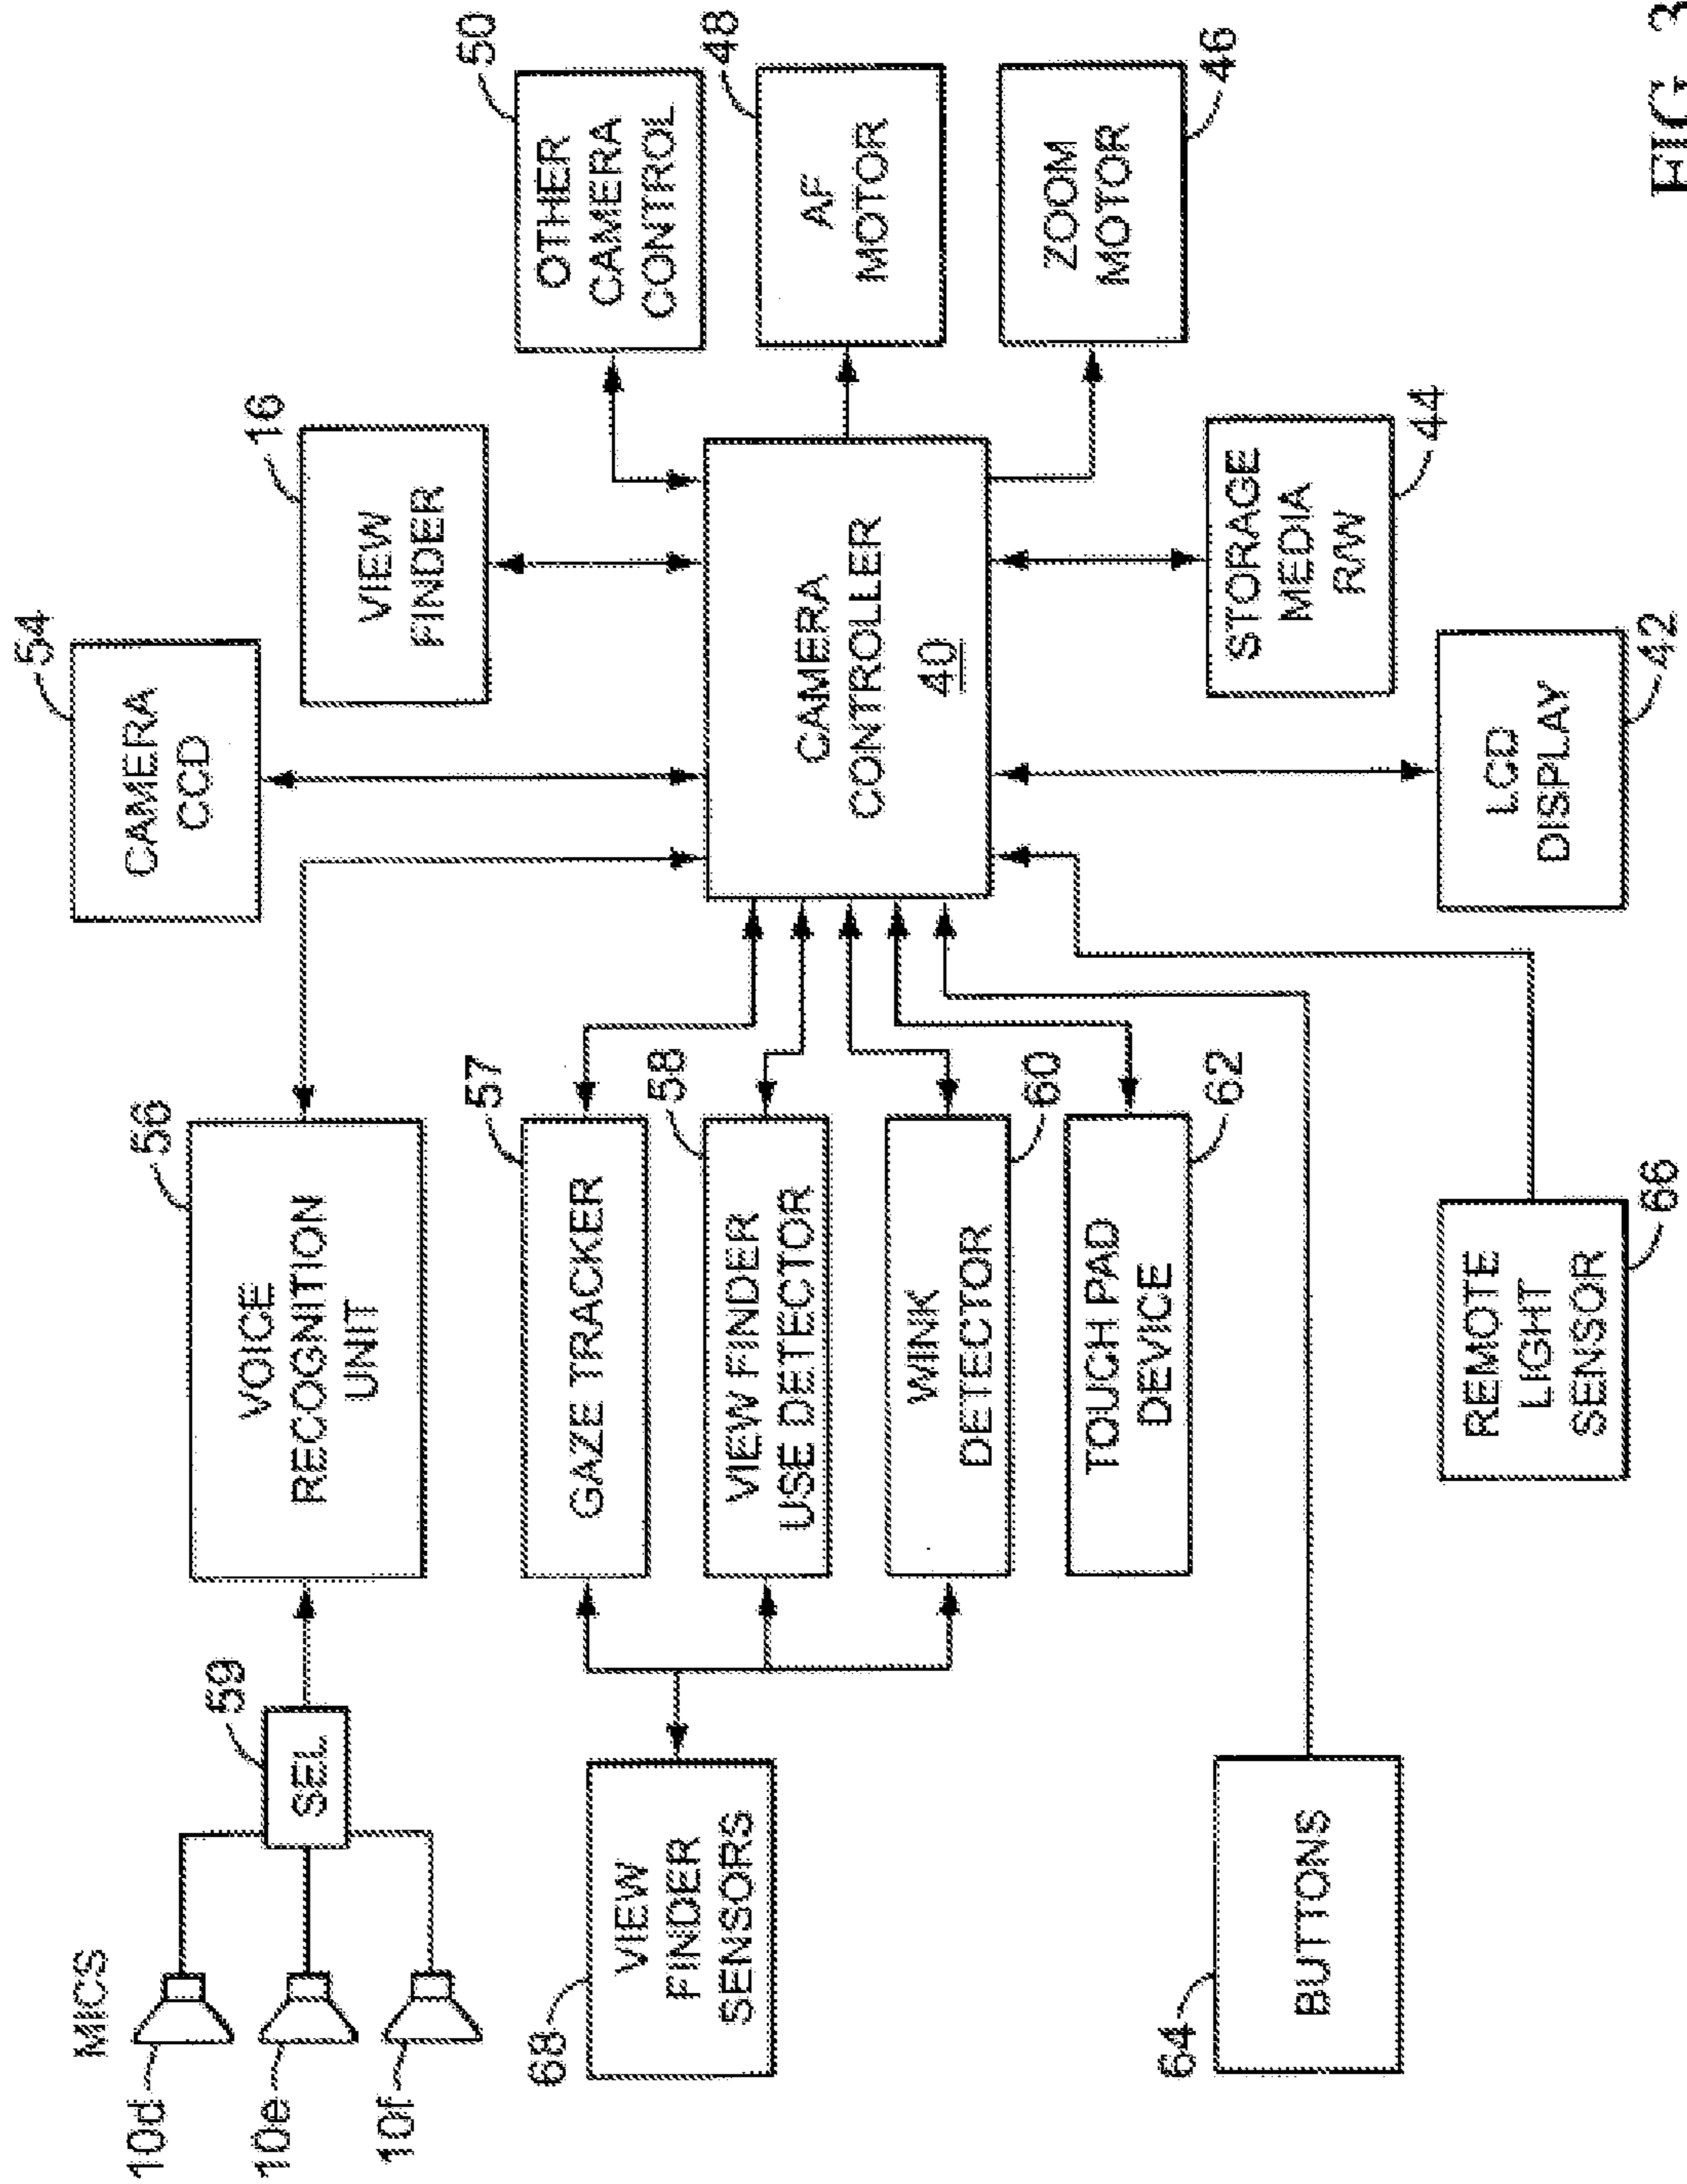 MICS
10d
10e
10f
59
SEL
56
VOICE
RECOGNITION
UNIT
54
CAMERA
CCD
16
VIEW
FINDER
50
OTHER
CAMERA
CONTROL
48
AF
MOTOR
46
ZOOM
MOTOR
CAMERA
CONTROLLER
40
57
GAZE TRACKER
58
VIEW FINDER
USE DETECTOR
60
WINK
DETECTOR
62
TOUCH PAD
DEVICE
68
VIEW
FINDER
SENSORS
64
BUTTONS
66
REMOTE
LIGHT
SENSOR
42
LCD
DISPLAY
44
STORAGE
MEDIA
R/W
FIG. 3